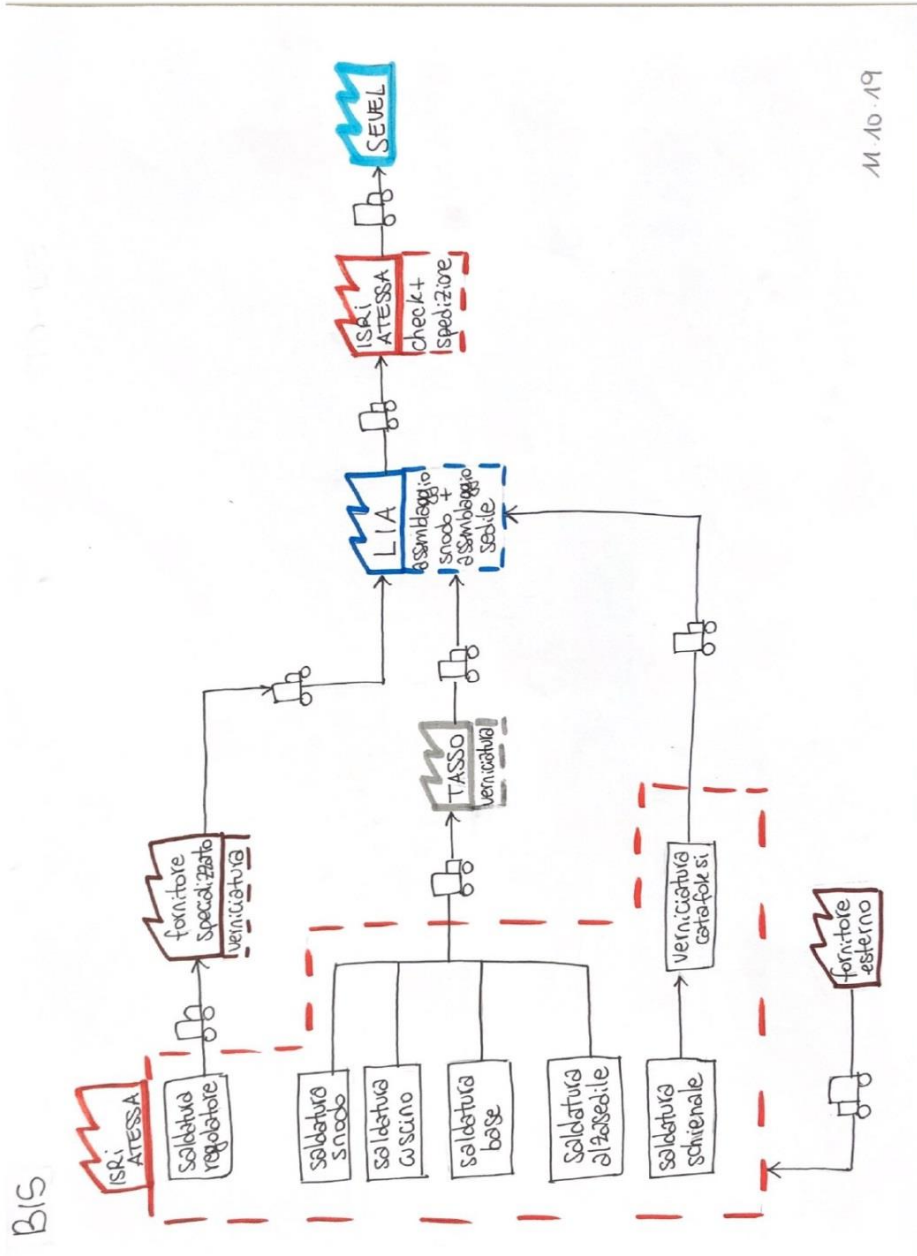 BIS
ISRi
ATESSA
saldatura
regolatore
fornitore
specializzato
verniciatura
saldatura
snodo
saldatura
cuscino
saldatura
base
saldatura
alzasedile
saldatura
schienale
verniciatura
cataforesi
fornitore
esterno
TASSO
verniciatura
LIA
assemblaggio
snodo +
assemblaggio
sedile
ISRi
ATESSA
check+
spedizione
SEVEL
11.10.19